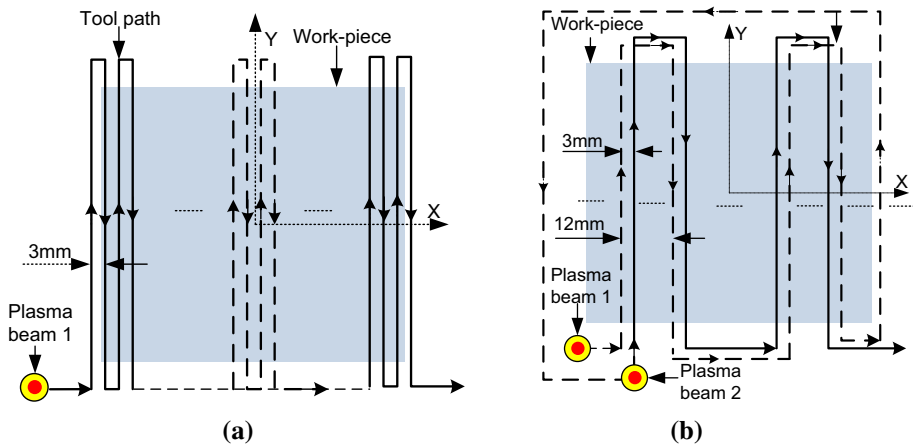 Tool path
Y
Work-piece
X
3mm
Plasma
beam 1
(a)
Work-piece
Y
3mm
X
12mm
Plasma
beam 1
Plasma
beam 2
(b)